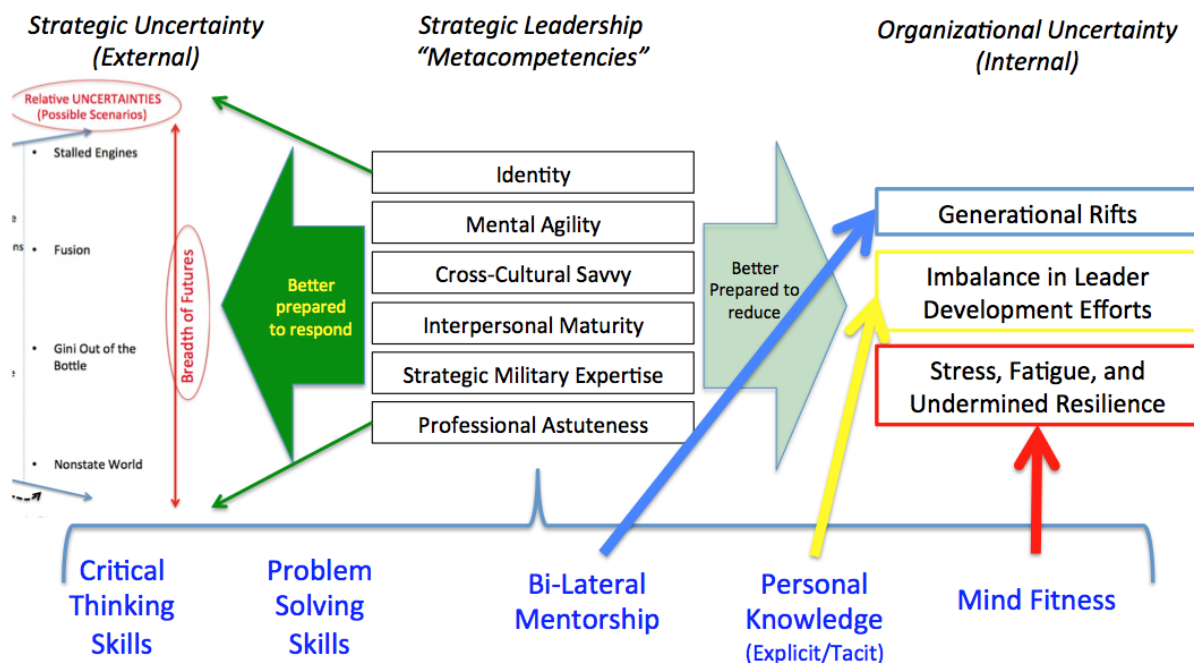 Strategic Uncertainty
(External)
Strategic Leadership
“Metacompetencies”
Organizational Uncertainty
(Internal)
Relative UNCERTAINTIES
(Possible Scenarios)
• Stalled Engines
• Fusion
• Gini Out of the
Bottle
• Nonstate World
e
ns
e
Breadth of Futures
Better
prepared
to respond
Identity
Mental Agility
Cross-Cultural Savvy
Interpersonal Maturity
Strategic Military Expertise
Professional Astuteness
Better
Prepared to
reduce
Generational Rifts
Imbalance in Leader
Development Efforts
Stress, Fatigue, and
Undermined Resilience
Critical
Thinking
Skills
Problem
Solving
Skills
Bi-Lateral
Mentorship
Personal
Knowledge
(Explicit/Tacit)
Mind Fitness